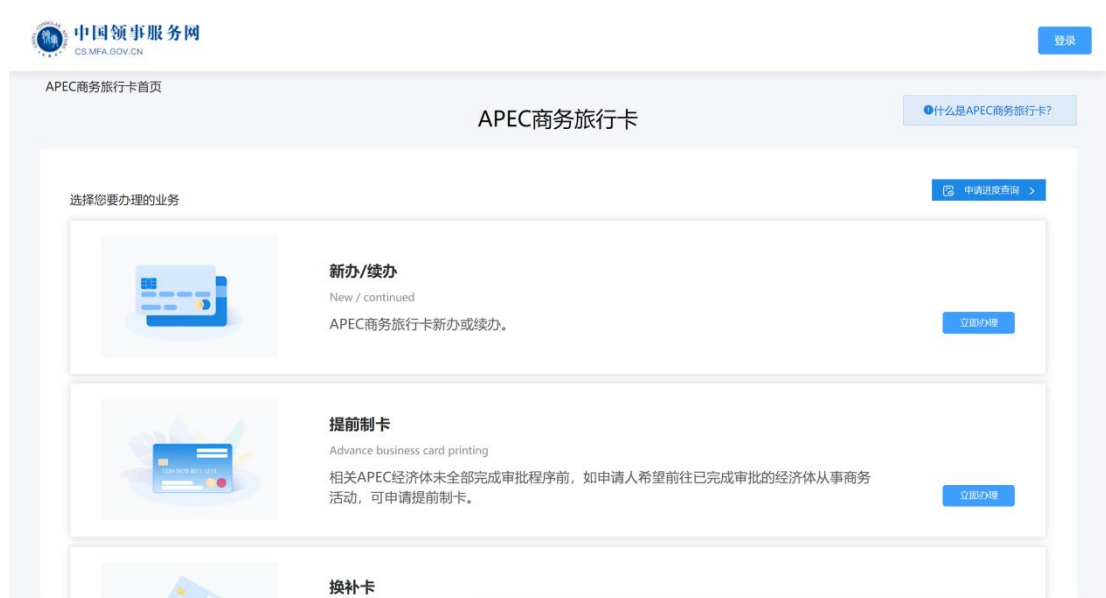 中国领事服务网
CS.MFA.GOV.CN
登录
APEC商务旅行卡首页
APEC商务旅行卡
什么是APEC商务旅行卡?
选择您要办理的业务
申请进度查询 >
新办/续办
New / continued
APEC商务旅行卡新办或续办。
立即办理
提前制卡
Advance business card printing
相关APEC经济体未全部完成审批程序前，如申请人希望前往已完成审批的经济体从事商务
活动，可申请提前制卡。
立即办理
换补卡